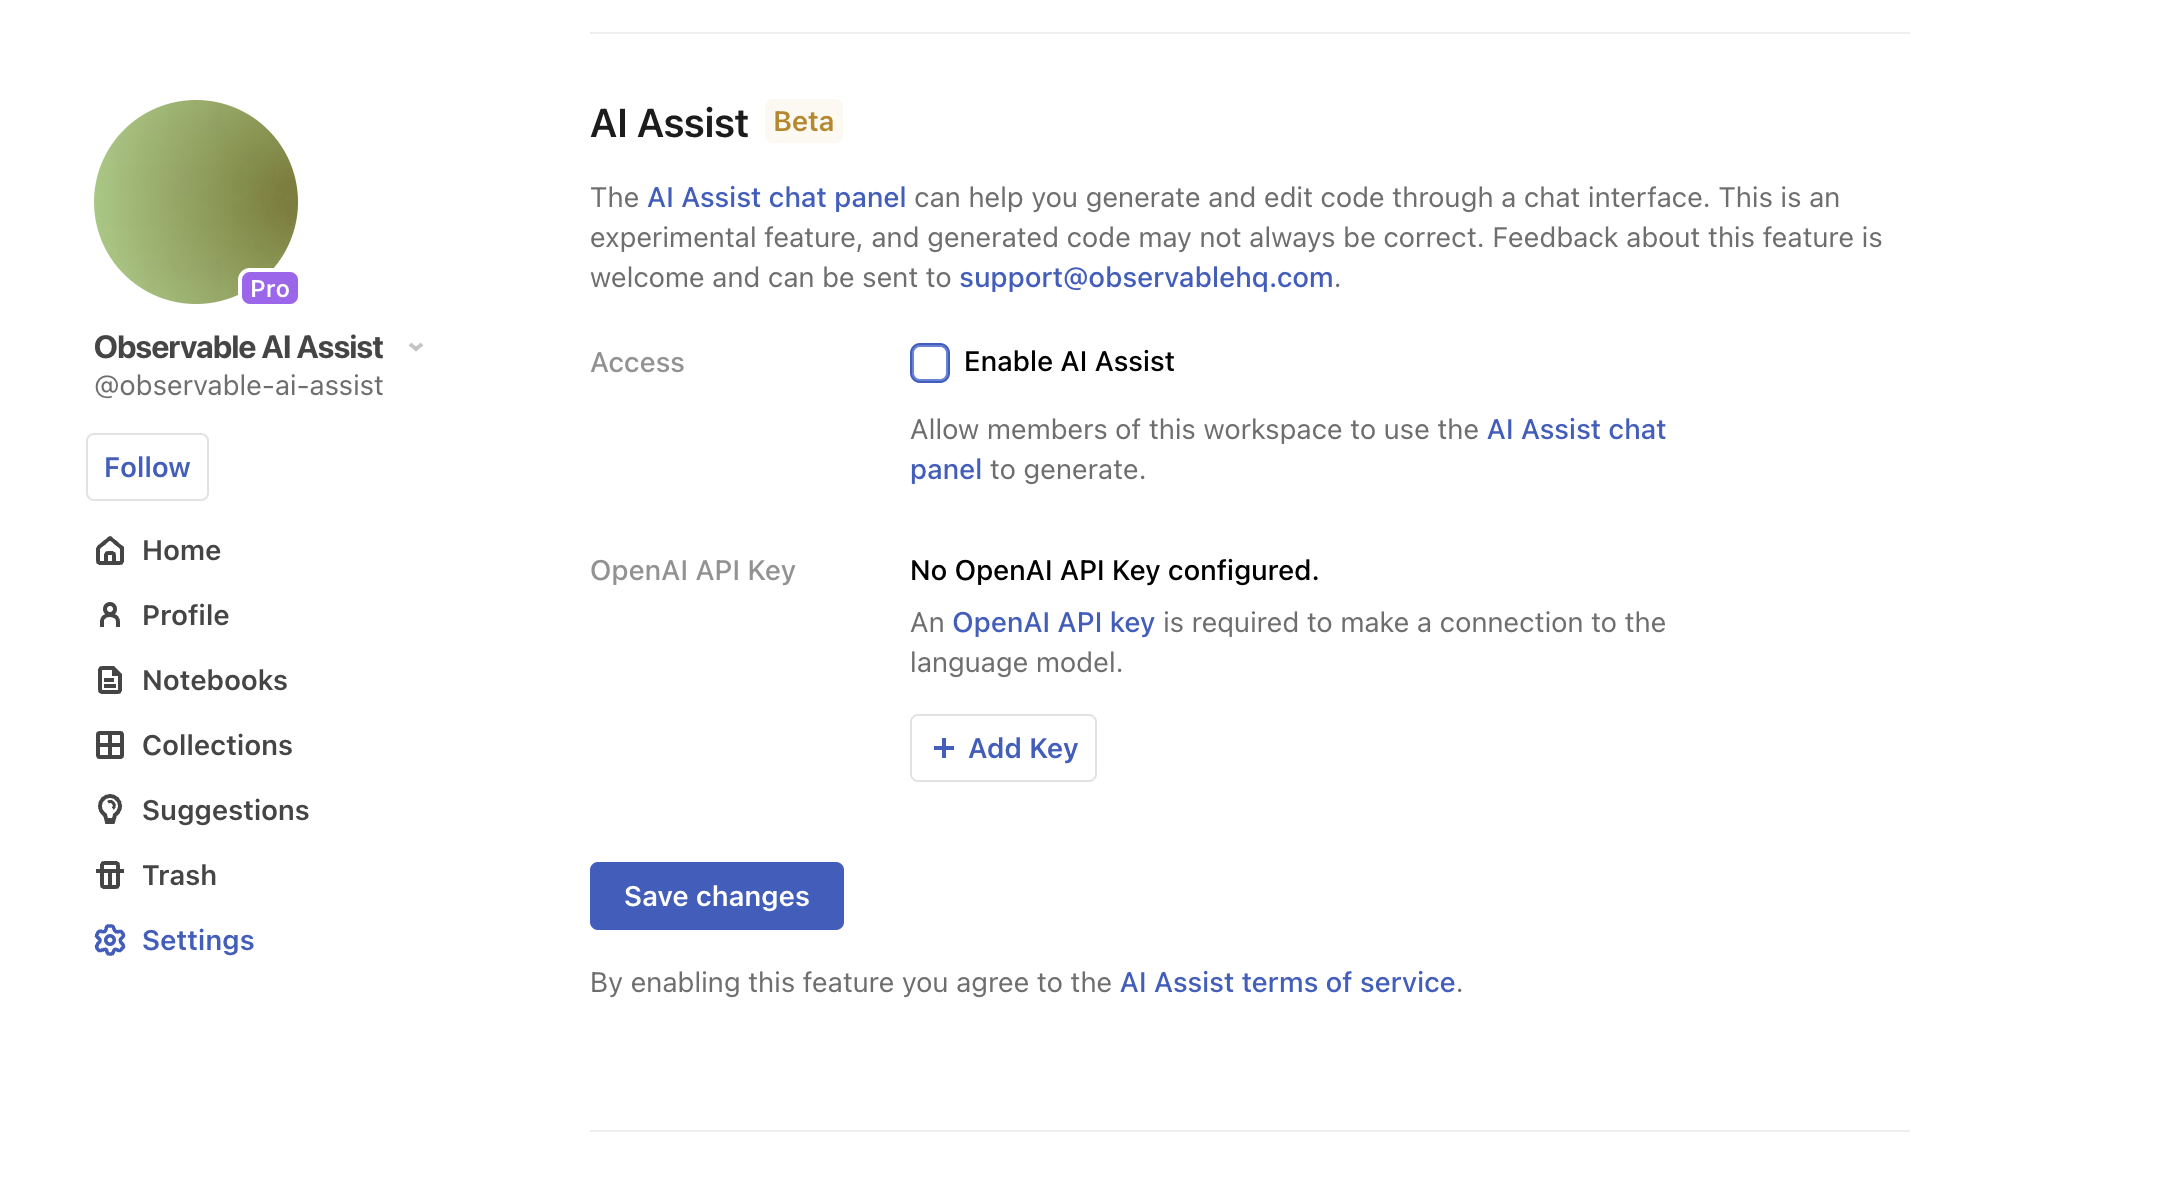 Pro
Observable AI Assist
@observable-ai-assist
Follow
Home
Profile
Notebooks
Collections
Suggestions
Trash
Settings
AI Assist Beta
The AI Assist chat panel can help you generate and edit code through a chat interface. This is an
experimental feature, and generated code may not always be correct. Feedback about this feature is
welcome and can be sent to support@observablehq.com.
Access
Enable AI Assist
Allow members of this workspace to use the AI Assist chat
panel to generate.
OpenAI API Key
No OpenAI API Key configured.
An OpenAI API key is required to make a connection to the
language model.
+ Add Key
Save changes
By enabling this feature you agree to the AI Assist terms of service.